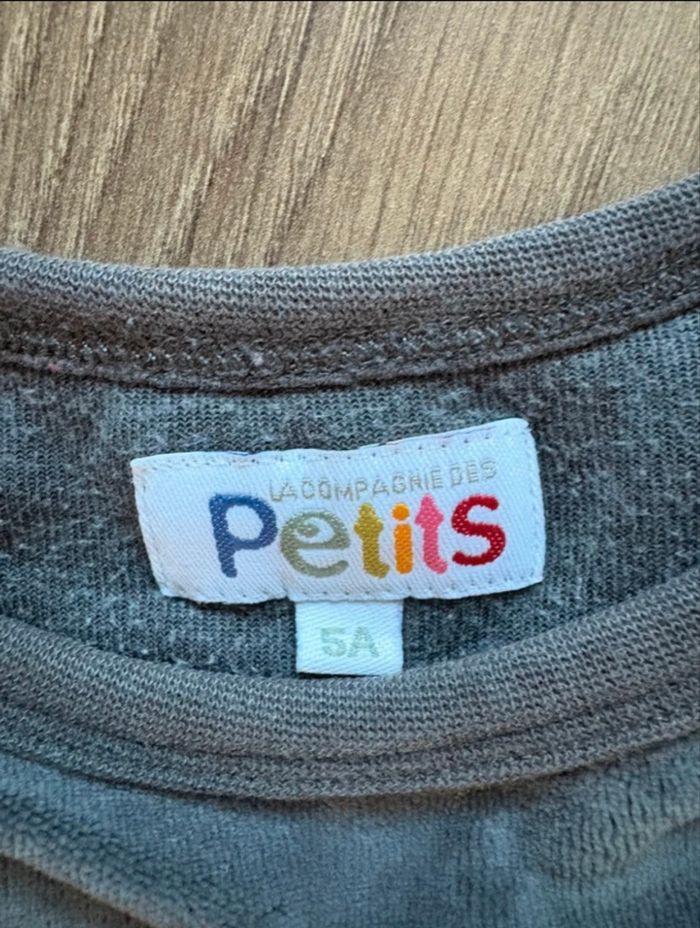 LA COMPAGNIE DES
Petits
5A